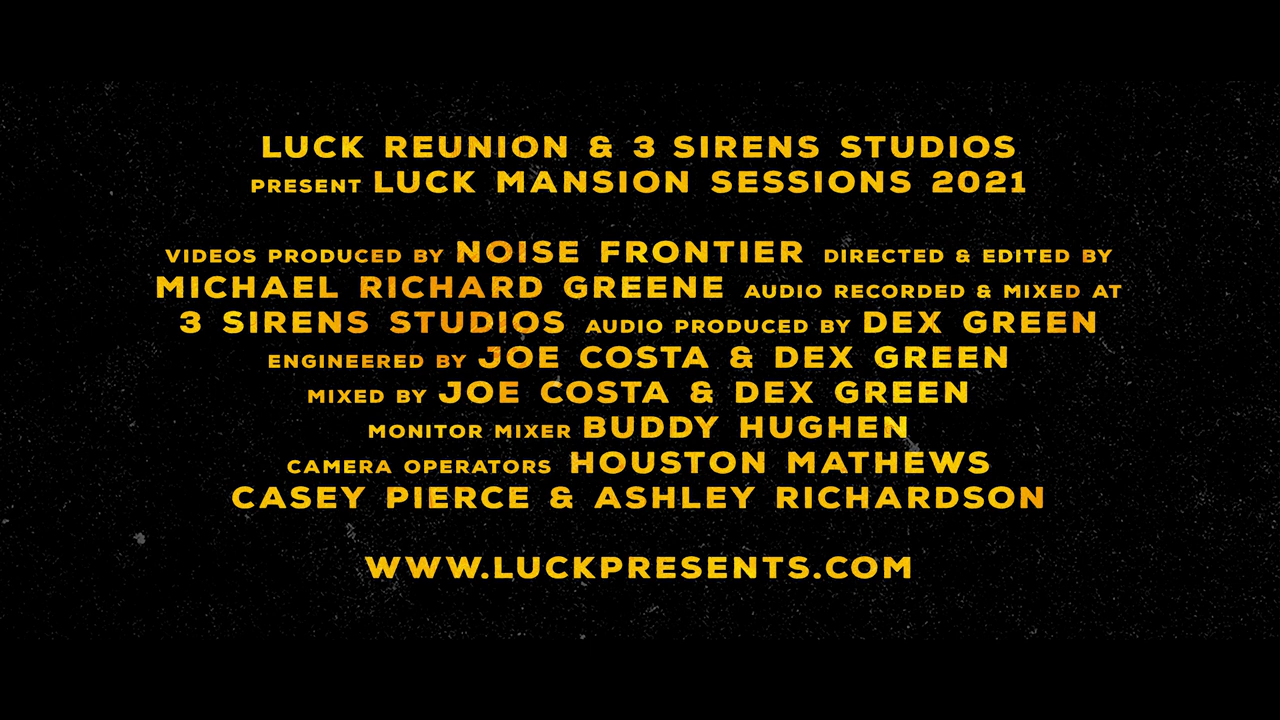 LUCK REUNION & 3 SIRENS STUDIOS
PRESENT LUCK MANSION SESSIONS 2021
VIDEOS PRODUCED BY NOISE FRONTIER DIRECTED & EDITED BY
MICHAEL RICHARD GREENE AUDIO RECORDED & MIXED AT
3 SIRENS STUDIOS AUDIO PRODUCED BY DEX GREEN
ENGINEERED BY JOE COSTA & DEX GREEN
MIXED BY JOE COSTA & DEX GREEN
MONITOR MIXER BUDDY HUGHEN
CAMERA OPERATORS HOUSTON MATHEWS
CASEY PIERCE & ASHLEY RICHARDSON
WWW.LUCKPRESENTS.COM